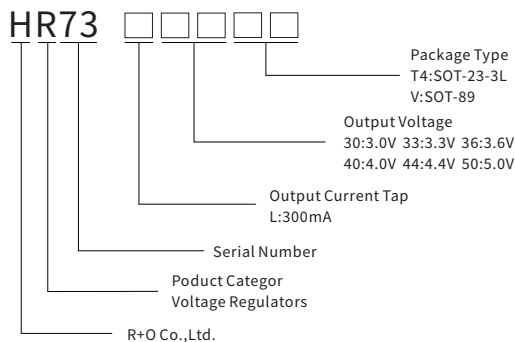 HR73
Package Type
T4:SOT-23-3L
V:SOT-89
Output Voltage
30:3.0V 33:3.3V 36:3.6V
40:4.0V 44:4.4V 50:5.0V
Output Current Tap
L:300mA
Serial Number
Poduct Categor
Voltage Regulators
R+O Co.,Ltd.